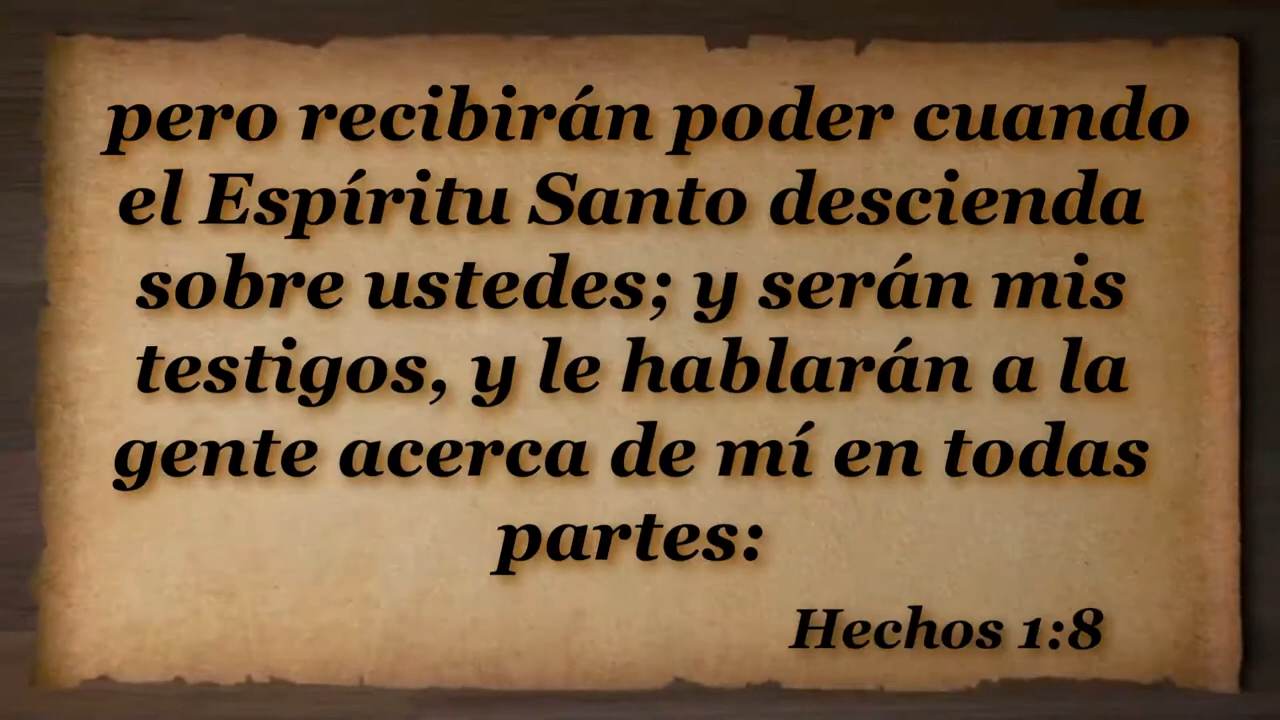 pero recibirán poder cuando
el Espíritu Santo descienda
sobre ustedes; y serán mis
testigos, y le hablarán a la
gente acerca de mí en todas
partes:
Hechos 1:8